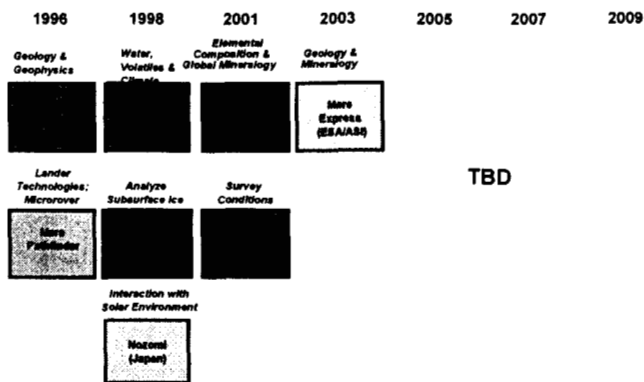 1996 1998 2001 2003 2005 2007 2009
Geology &
Geophysics
Water,
Volatiles &
Climate
Elemental
Composition &
Global Mineralogy
Geology &
Mineralogy
Mars
Express
(ESA/ASI)
Lander
Technologies;
Microrover
Analyze
Subsurface Ice
Survey
Conditions
TBD
Mars
Pathfinder
Interaction with
Solar Environment
Nozomi
(Japan)